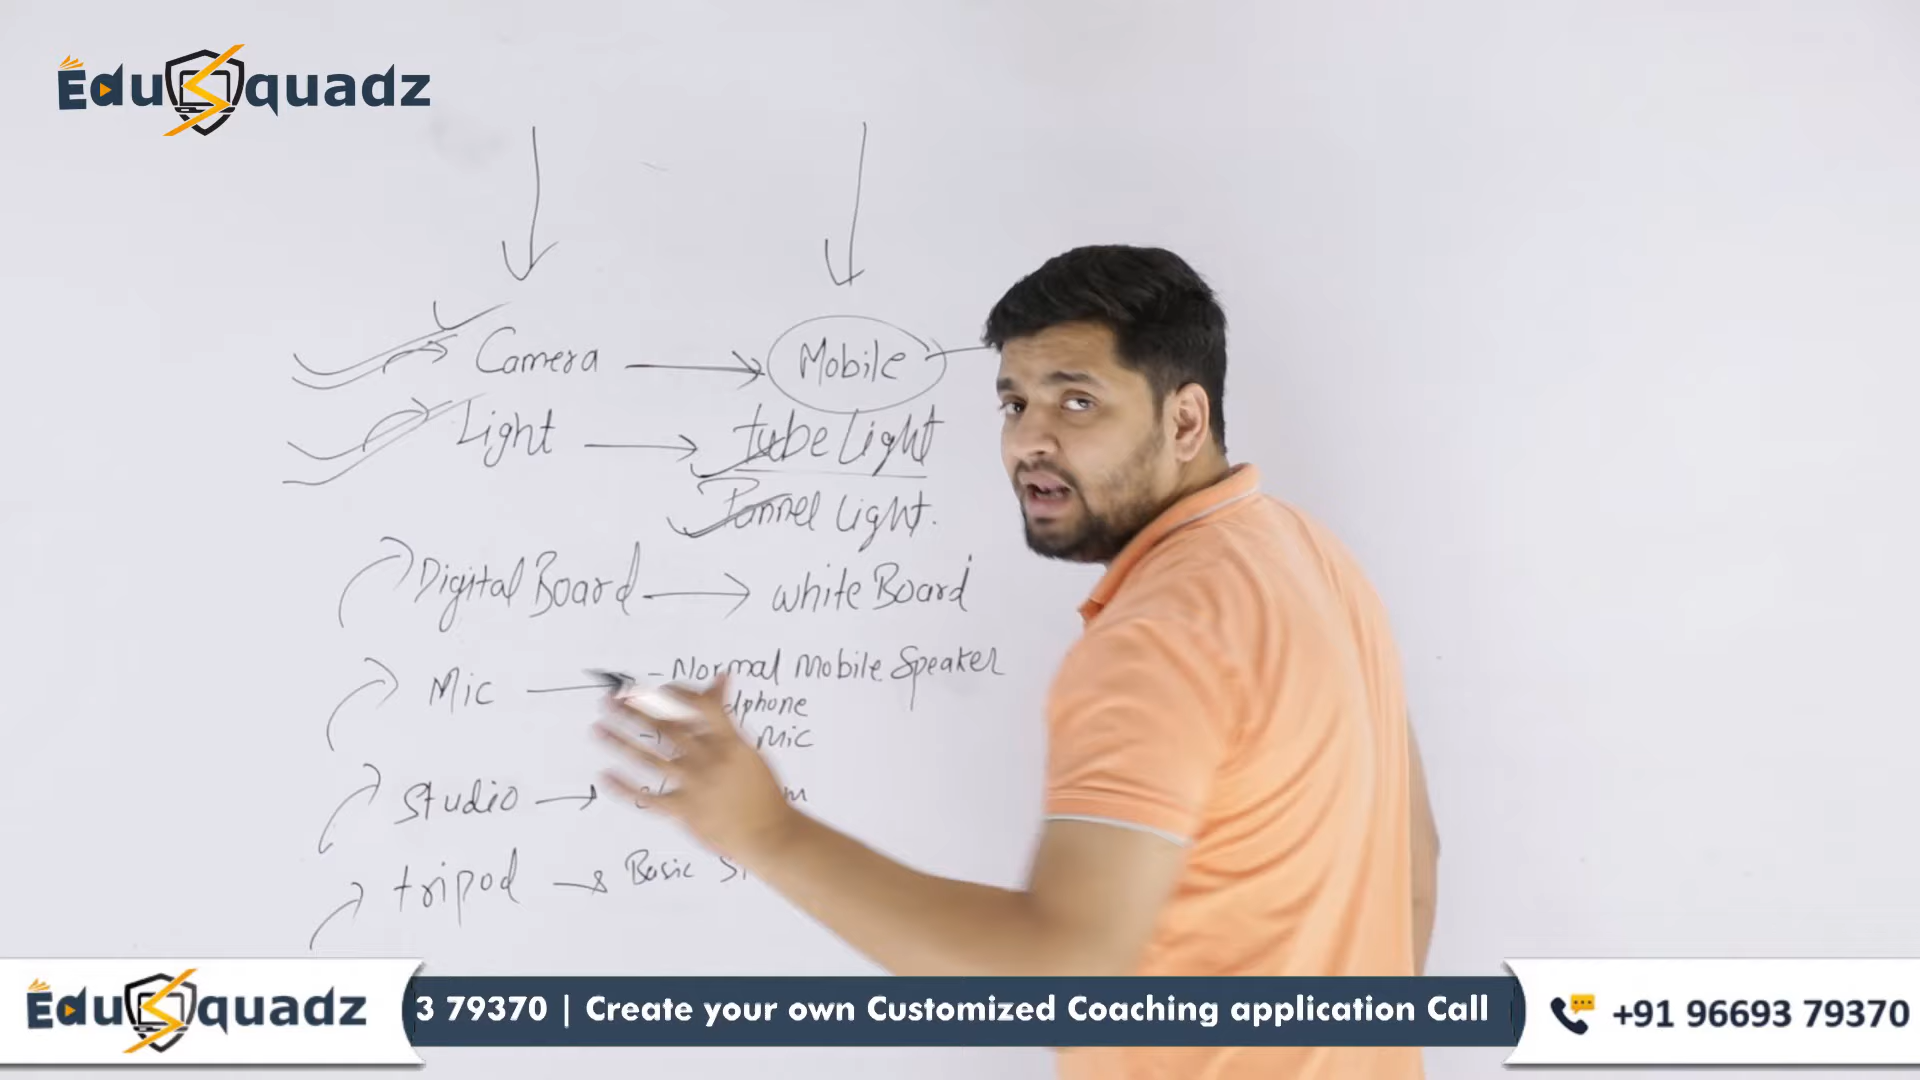 EduSquadz
Camera → Mobile
Light → tube Light
Pannel Light.
Digital Board → white Board
Mic → - Normal Mobile Speaker
Mic
Studio →
tripod → Basic
EduSquadz
3 79370 | Create your own Customized Coaching application Call
+91 96693 79370